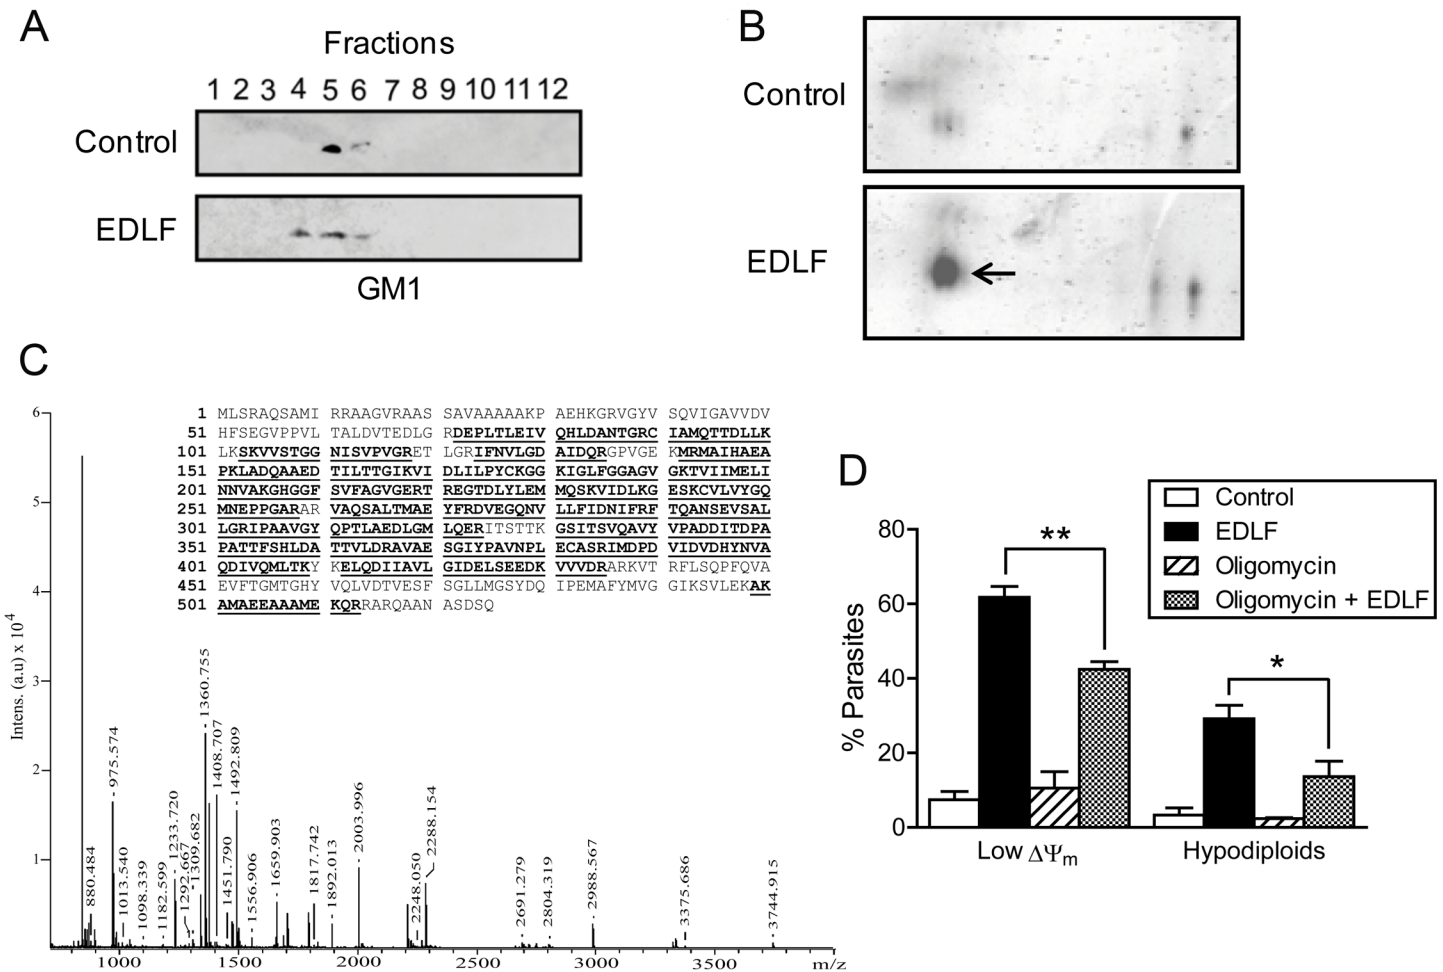 A
Fractions
1 2 3 4 5 6 7 8 9 10 11 12
Control
EDLF
GM1
B
Control
EDLF
C
Intens. (a.u) x 10^4
6
5
4
3
2
1
1 MLSRAQSAMI RRAAGVRAAS SAVAAAAAKP AEHKGRVGYV SQVIGAVVDV
51 HFSEGVPPVL TALDVTEDLG RDEPLTLEIV QHLDANTGRC IAMQTTDLLK
101 LKSKVVSTGG NISVPVGRET LGRIFNVLGD AIDQRGPVGE KMRMAIHAEA
151 PKLADQAAED TILTTGIKVI DLILPYCKGG KIGLFGGAGV GKTVIIMELI
201 NNVAKGHGGF SVFAGVGERT REGTDLYLEM MQSKVIDLKG ESKCVLVYGQ
251 MNEPPGARAR VAQSALTMAE YFRDVEGQNV LLFIDNIFRF TQANSEVSAL
301 LGRIPAAVGY QPTLAEDLGM LQERITSTTK GSITSVQAVY VPADDITDPA
351 PATTFSHLDA TTVLDRAVAE SGIYPAVNPL ECASRIMDPD VIDVDHYNVA
401 QDIVQMLTKY K ELQDIIAVL GIDELSEEDK VVVDRARKVT RFLSQPFQVA
451 EVFTGMTGHY VQLVDTVESF SGLLMGSYDQ IPEMAFYMVG GIKSVLEKAK
501 AMAEEAAAME KQRRARQAAN ASDSQ
880.484
975.574
1013.540
1098.339
1182.599
1233.720
1292.667
1309.682
1360.755
1408.707
1451.790
1492.809
1556.906
1659.903
1817.742
1892.013
2003.996
2248.050
2288.154
2691.279
2804.319
2988.567
3375.686
3744.915
1000 1500 2000 2500 3000 3500 m/z
D
Control
EDLF
Oligomycin
Oligomycin + EDLF
% Parasites
80
60
40
20
0
**
*
Low ΔΨm
Hypodiploids